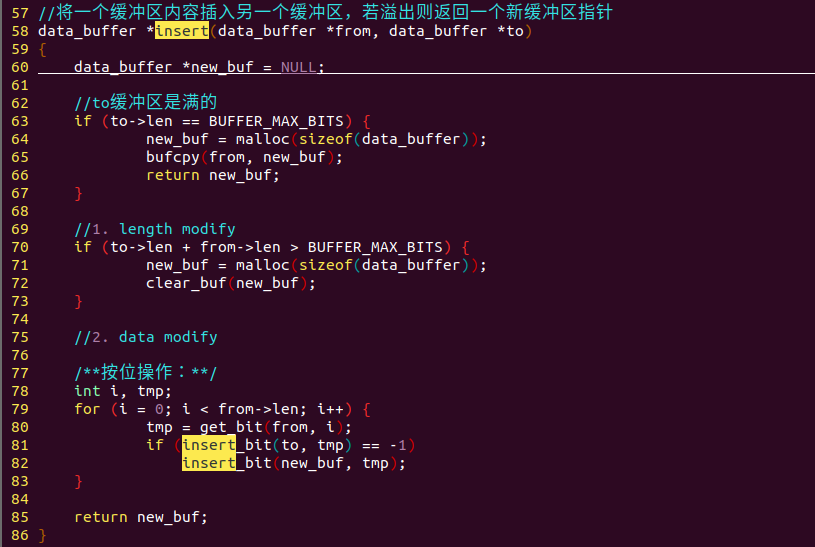 57 //将一个缓冲区内容插入另一个缓冲区，若溢出则返回一个新缓冲区指针
58 data_buffer *insert(data_buffer *from, data_buffer *to)
59 {
60     data_buffer *new_buf = NULL;
61
62     //to缓冲区是满的
63     if (to->len == BUFFER_MAX_BITS) {
64             new_buf = malloc(sizeof(data_buffer));
65             bufcpy(from, new_buf);
66             return new_buf;
67     }
68
69     //1. length modify
70     if (to->len + from->len > BUFFER_MAX_BITS) {
71             new_buf = malloc(sizeof(data_buffer));
72             clear_buf(new_buf);
73     }
74
75     //2. data modify
76
77     /**按位操作：**/
78     int i, tmp;
79     for (i = 0; i < from->len; i++) {
80             tmp = get_bit(from, i);
81             if (insert_bit(to, tmp) == -1)
82                 insert_bit(new_buf, tmp);
83     }
84
85     return new_buf;
86 }